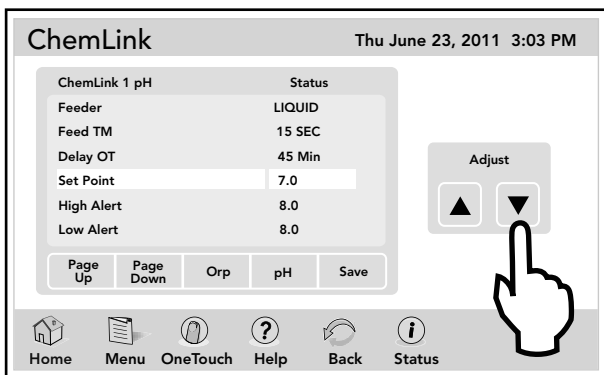 ChemLink Thu June 23, 2011 3:03 PM
ChemLink 1 pH Status
Feeder LIQUID
Feed TM 15 SEC
Delay OT 45 Min
Set Point 7.0
High Alert 8.0
Low Alert 8.0
Adjust
Page Up Page Down Orp pH Save
Home Menu OneTouch Help Back Status